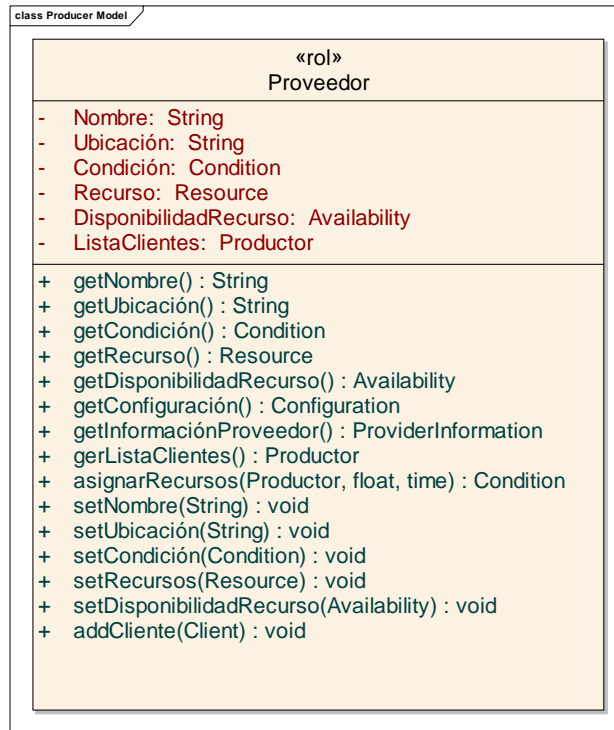 class Producer Model
«rol»
Proveedor
- Nombre: String
- Ubicación: String
- Condición: Condition
- Recurso: Resource
- DisponibilidadRecurso: Availability
- ListaClientes: Productor
+ getNombre() : String
+ getUbicación() : String
+ getCondición() : Condition
+ getRecurso() : Resource
+ getDisponibilidadRecurso() : Availability
+ getConfiguración() : Configuration
+ getInformaciónProveedor() : ProviderInformation
+ gerListaClientes() : Productor
+ asignarRecursos(Productor, float, time) : Condition
+ setNombre(String) : void
+ setUbicación(String) : void
+ setCondición(Condition) : void
+ setRecursos(Resource) : void
+ setDisponibilidadRecurso(Availability) : void
+ addCliente(Client) : void